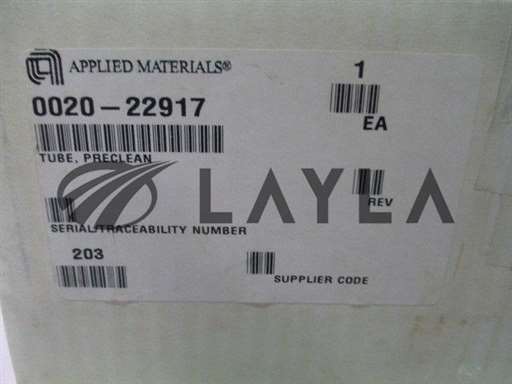 APPLIED MATERIALS®
1
0020-22917
EA
TUBE, PRECLEAN
LAYLA
REV
SERIAL/TRACEABILITY NUMBER
203
SUPPLIER CODE